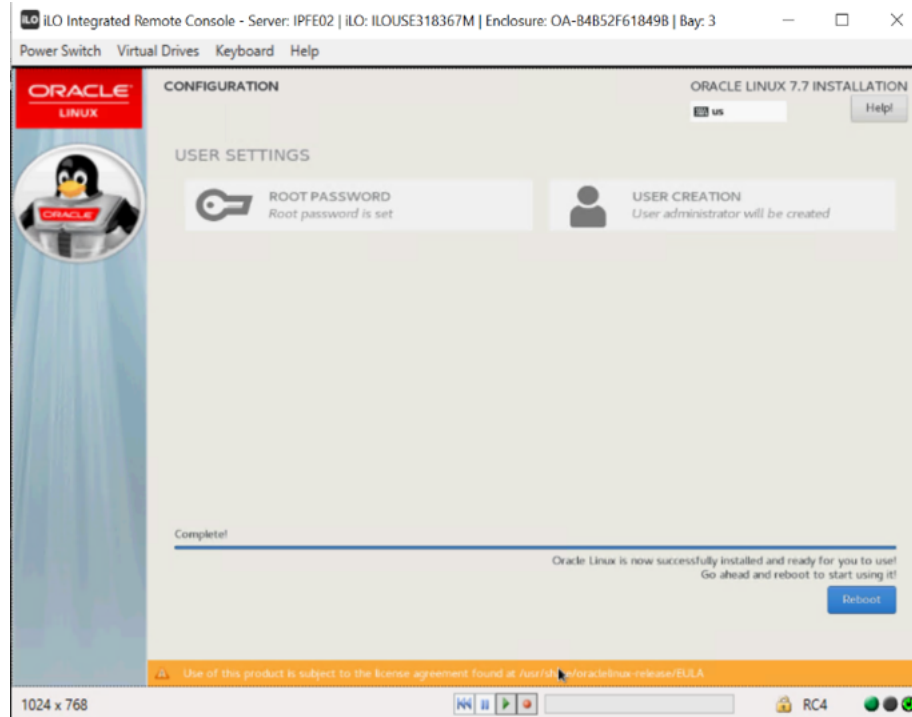 iLO Integrated Remote Console - Server: IPFE02 | iLO: ILOUSE318367M | Enclosure: OA-B4B52F61849B | Bay: 3
Power Switch Virtual Drives Keyboard Help
ORACLE
LINUX
CONFIGURATION
ORACLE LINUX 7.7 INSTALLATION
us
Help!
USER SETTINGS
ROOT PASSWORD
Root password is set
USER CREATION
User administrator will be created
ORACLE
Complete!
Oracle Linux is now successfully installed and ready for you to use!
Go ahead and reboot to start using it!
Reboot
Use of this product is subject to the license agreement found at /usr/share/oraclelinux-release/EULA
1024 x 768
RC4